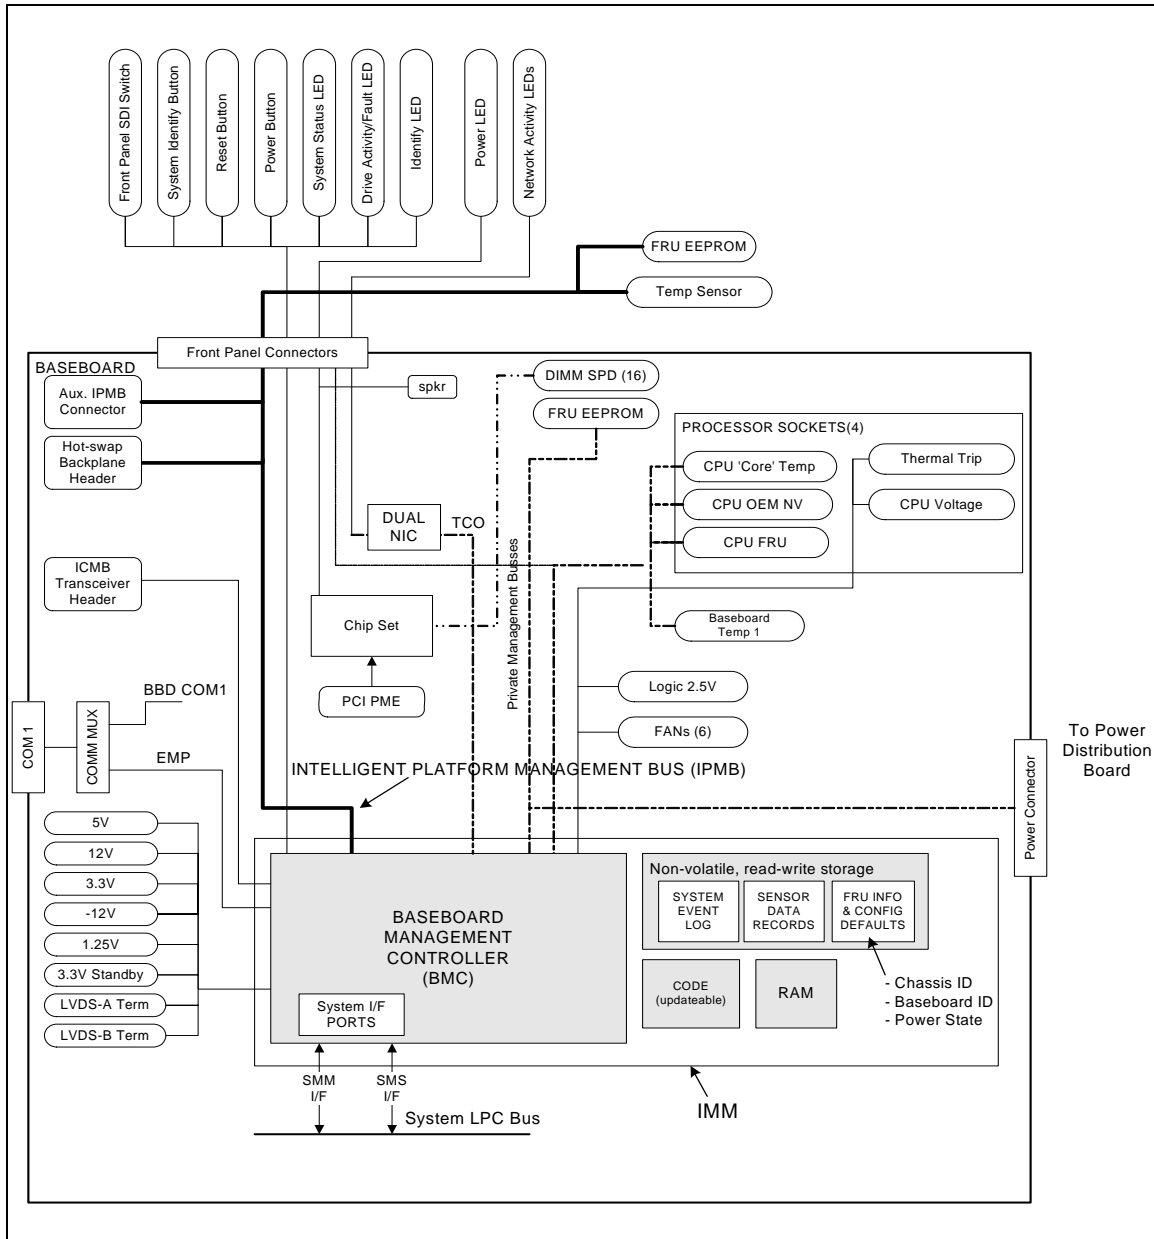 Front Panel SDI Switch
System Identify Button
Reset Button
Power Button
System Status LED
Drive Activity/Fault LED
Identify LED
Power LED
Network Activity LEDs
FRU EEPROM
Temp Sensor
Front Panel Connectors
BASEBOARD
Aux. IPMB
Connector
Hot-swap
Backplane
Header
spkr
DIMM SPD (16)
FRU EEPROM
PROCESSOR SOCKETS(4)
CPU 'Core' Temp
CPU OEM NV
CPU FRU
Thermal Trip
CPU Voltage
DUAL
NIC
TCO
ICMB
Transceiver
Header
Chip Set
PCI PME
Private Management Busses
Baseboard
Temp 1
Logic 2.5V
FANs (6)
COM 1
COMM MUX
BBD COM1
EMP
INTELLIGENT PLATFORM MANAGEMENT BUS (IPMB)
Power Connector
To Power
Distribution
Board
5V
12V
3.3V
-12V
1.25V
3.3V Standby
LVDS-A Term
LVDS-B Term
BASEBOARD
MANAGEMENT
CONTROLLER
(BMC)
System I/F
PORTS
Non-volatile, read-write storage
SYSTEM
EVENT
LOG
SENSOR
DATA
RECORDS
FRU INFO
& CONFIG
DEFAULTS
CODE
(updateable)
RAM
- Chassis ID
- Baseboard ID
- Power State
SMM
I/F
SMS
I/F
System LPC Bus
IMM